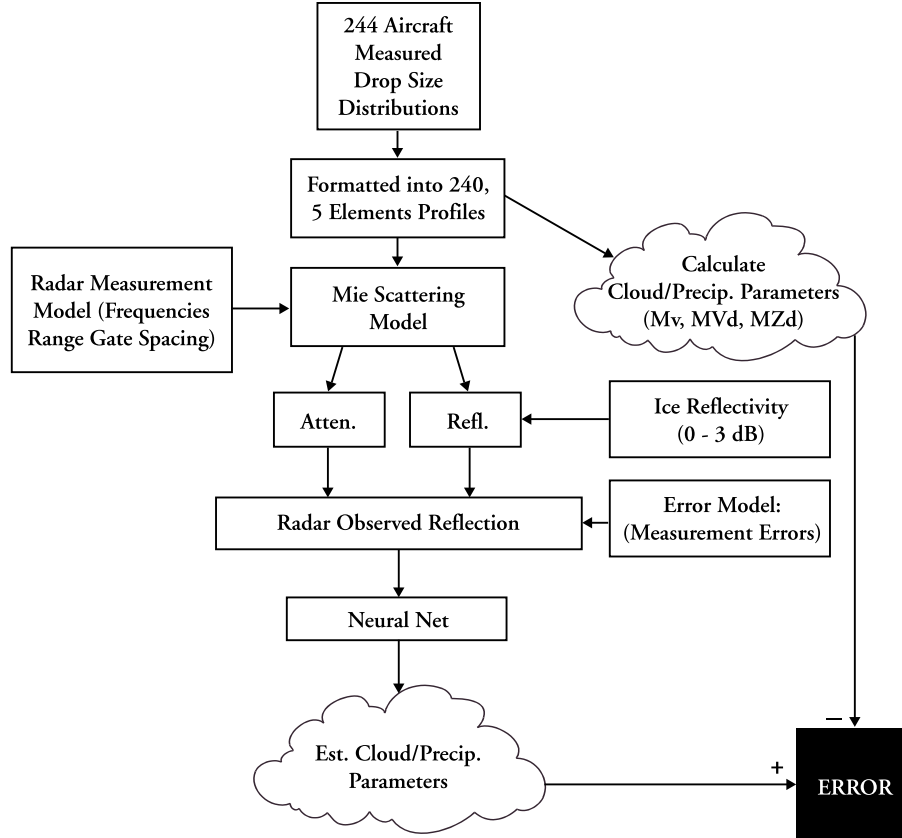 244 Aircraft
Measured
Drop Size
Distributions
Formatted into 240,
5 Elements Profiles
Radar Measurement
Model (Frequencies
Range Gate Spacing)
Mie Scattering
Model
Calculate
Cloud/Precip. Parameters
(Mv, MVd, MZd)
Atten.
Refl.
Ice Reflectivity
(0 - 3 dB)
Radar Observed Reflection
Error Model:
(Measurement Errors)
Neural Net
Est. Cloud/Precip.
Parameters
–
+
ERROR